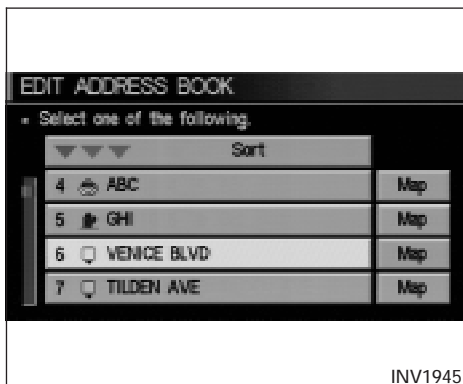 EDIT ADDRESS BOOK
Select one of the following.
Sort
4 ABC Map
5 GHI Map
6 VENICE BLVD Map
7 TILDEN AVE Map
INV1945